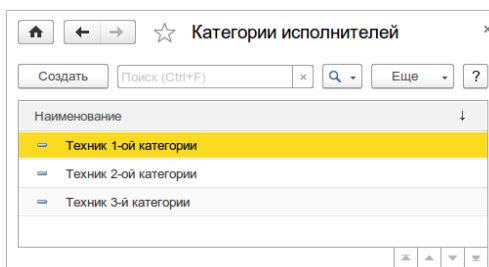 Категории исполнителей
Создать Поиск (Ctrl+F) × Еще ?
Наименование ↓
Техник 1-ой категории
Техник 2-ой категории
Техник 3-й категории